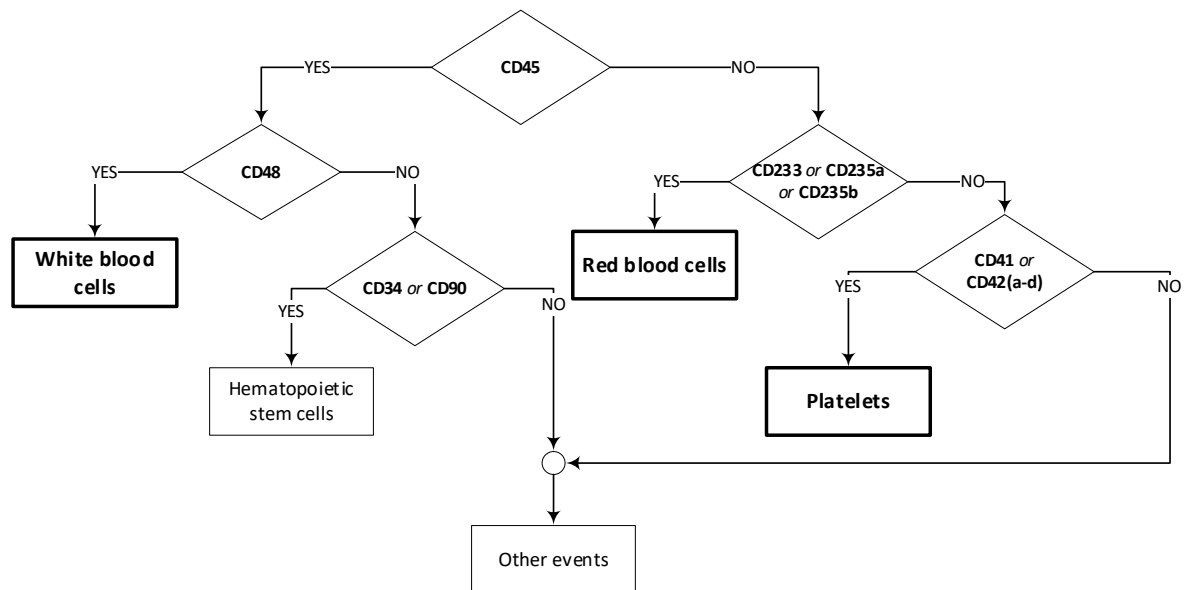 CD45
YES
NO
CD48
YES
NO
CD233 or CD235a
or CD235b
YES
NO
White blood
cells
CD34 or CD90
YES
NO
Red blood cells
CD41 or
CD42(a-d)
YES
NO
Hematopoietic
stem cells
Platelets
Other events